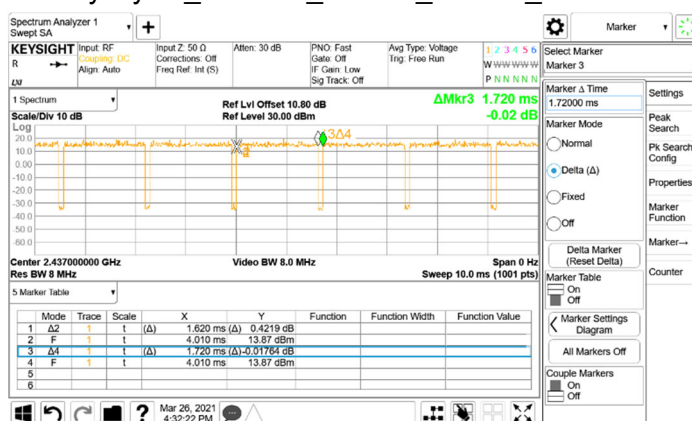 Spectrum Analyzer 1
Swept SA
+
Marker
KEYSIGHT
Input: RF
Input Z: 50 Ω
Atten: 30 dB
PNO: Fast
Avg Type: Voltage
1 2 3 4 5 6
R
Coupling: DC
Corrections: Off
Gate: Off
Trig: Free Run
W W W W W W
Align: Auto
Freq Ref: Int (S)
IF Gain: Low
P N N N N N
Sig Track: Off
LXI
Select Marker
Marker 3
1 Spectrum
Ref Lvl Offset 10.80 dB
ΔMkr3 1.720 ms
Scale/Div 10 dB
Ref Level 30.00 dBm
-0.02 dB
Log
20.0
10.0
0.00
-10.0
-20.0
-30.0
-40.0
-50.0
-60.0
3Δ4
Center 2.437000000 GHz
Video BW 8.0 MHz
Span 0 Hz
Res BW 8 MHz
Sweep 10.0 ms (1001 pts)
5 Marker Table
Mode Trace Scale X Y Function Function Width Function Value
1 Δ2 1 t (Δ) 1.620 ms (Δ) 0.4219 dB
2 F 1 t 4.010 ms 13.87 dBm
3 Δ4 1 t (Δ) 1.720 ms (Δ) -0.01764 dB
4 F 1 t 4.010 ms 13.87 dBm
5
6
Mar 26, 2021
4:32:22 PM
?
Marker Δ Time
1.72000 ms
Marker Mode
Normal
Delta (Δ)
Fixed
Off
Delta Marker
(Reset Delta)
Marker Table
On
Off
Marker Settings
Diagram
All Markers Off
Couple Markers
On
Off
Settings
Peak
Search
Pk Search
Config
Properties
Marker
Function
Marker→
Counter